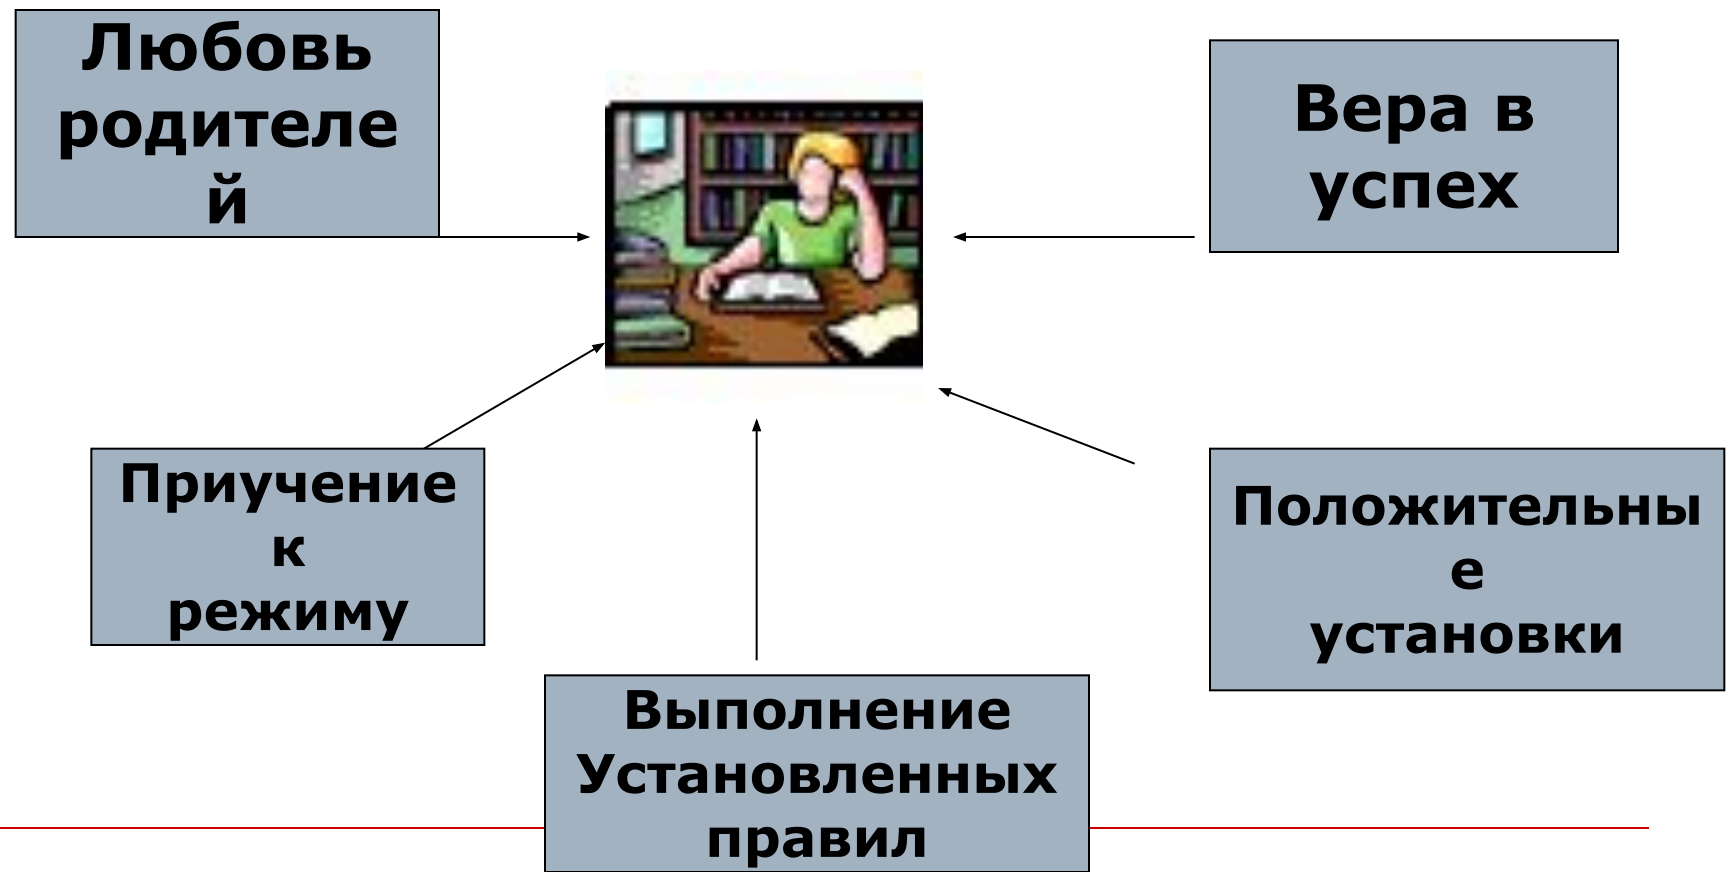 Любовь
родителе
й
Вера в
успех
Приучение
к
режиму
Положительны
е
установки
Выполнение
Установленных
правил